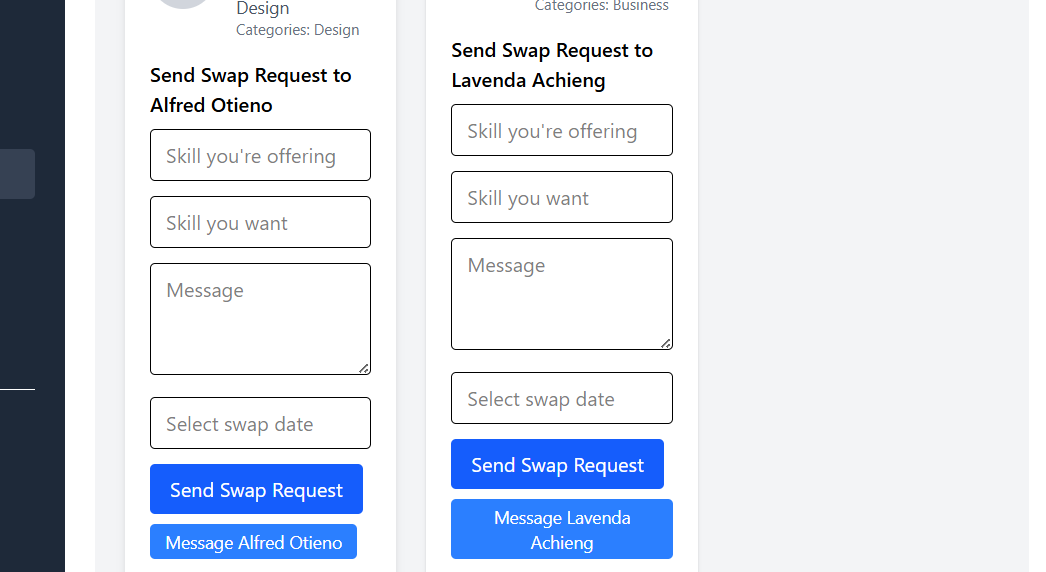 Design
Categories: Design
Send Swap Request to
Alfred Otieno
Skill you're offering
Skill you want
Message
Select swap date
Send Swap Request
Message Alfred Otieno
Categories: Business
Send Swap Request to
Lavenda Achieng
Skill you're offering
Skill you want
Message
Select swap date
Send Swap Request
Message Lavenda
Achieng